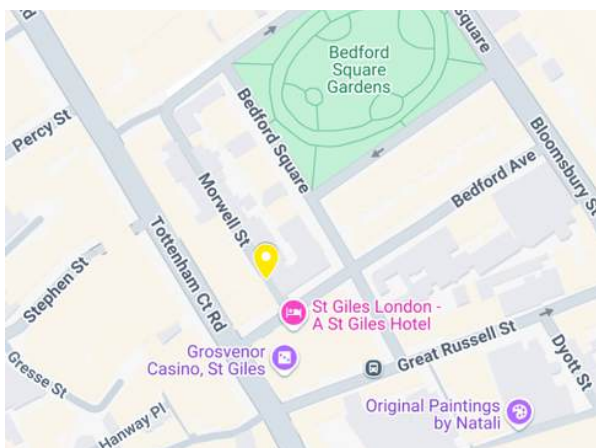 Bedford
Square
Gardens
Square
Percy St
Bedford Square
Bloomsbury St
Morwell St
Bedford Ave
Tottenham Ct Rd
Stephen St
St Giles London -
A St Giles Hotel
Grosvenor
Casino, St Giles
Great Russell St
Dyott St
Gresse St
Hanway Pl
Original Paintings
by Natali